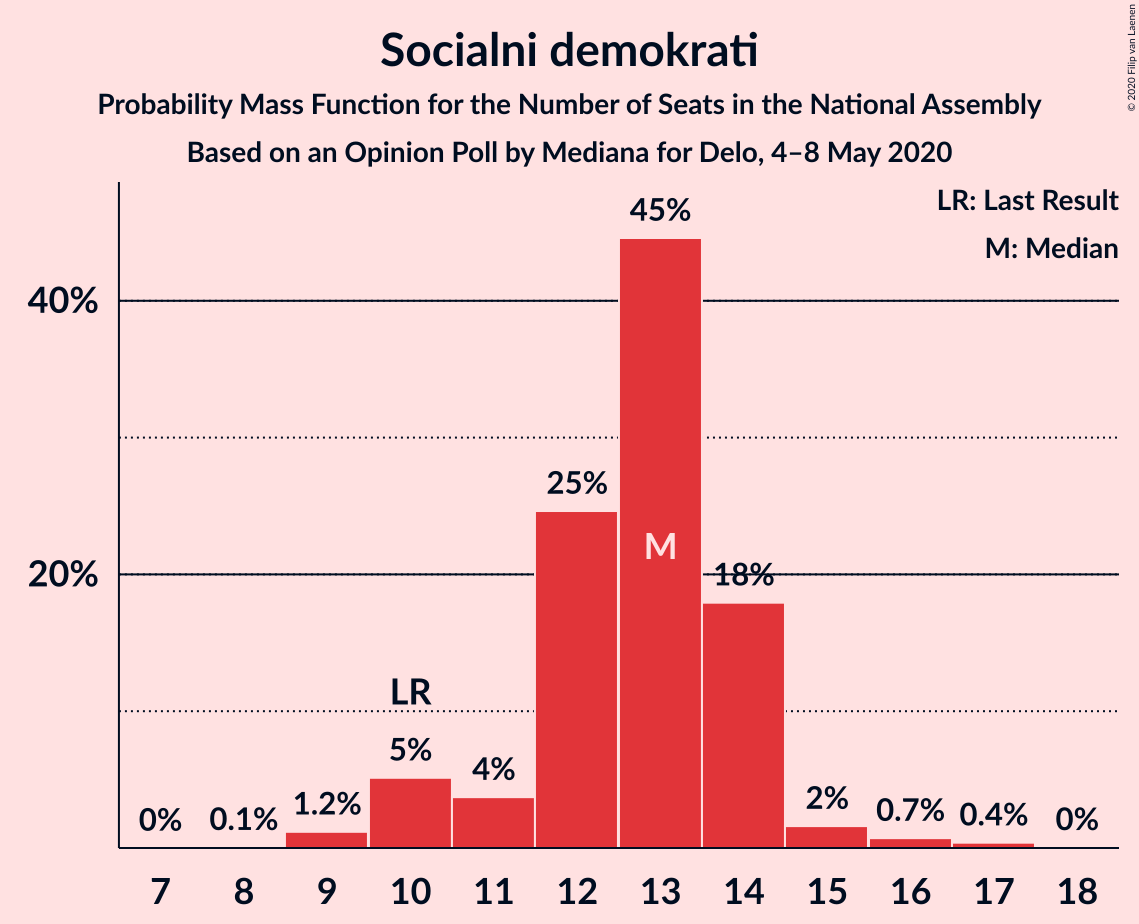 Socialni demokrati
Probability Mass Function for the Number of Seats in the National Assembly
Based on an Opinion Poll by Mediana for Delo, 4–8 May 2020
© 2020 Filip van Laenen
LR: Last Result
M: Median
45%
40%
25%
M
20%
18%
LR
5%
4%
2%
1.2%
0.7%
0.4%
0%
0.1%
0%
7 8 9 10 11 12 13 14 15 16 17 18